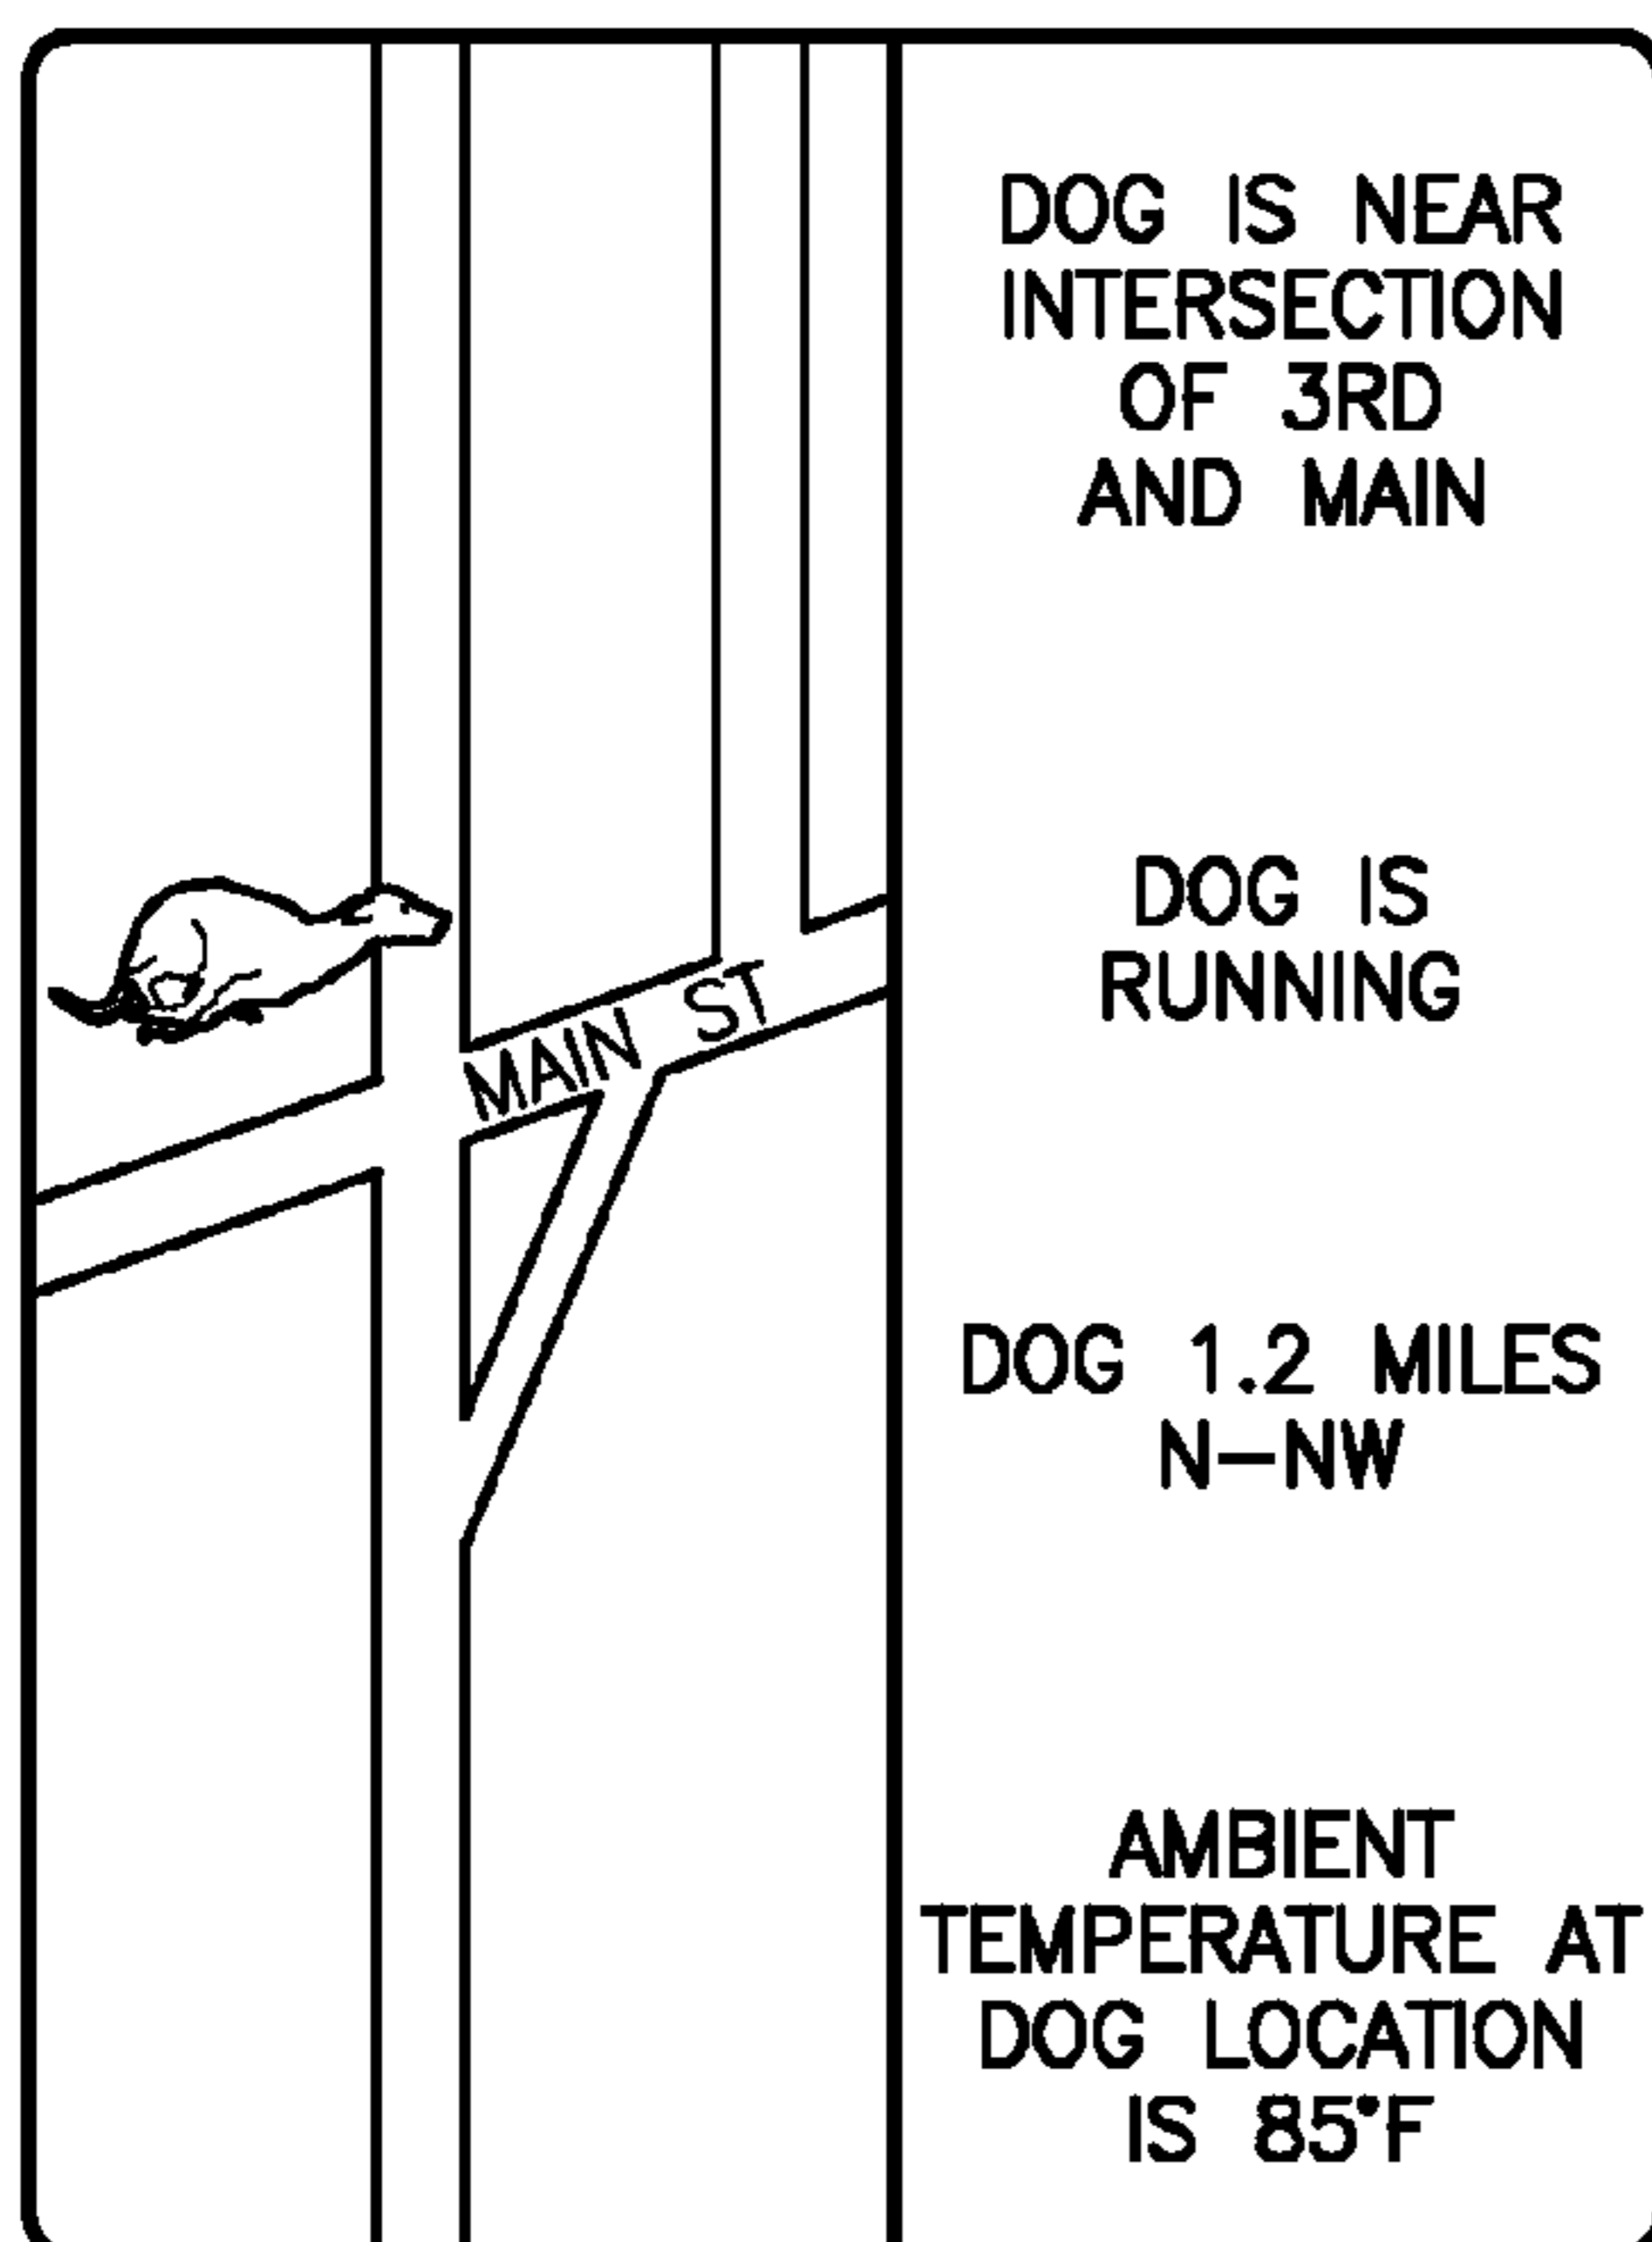 DOG IS NEAR
INTERSECTION
OF 3RD
AND MAIN
DOG IS
RUNNING
MAIN ST
DOG 1.2 MILES
N-NW
AMBIENT
TEMPERATURE AT
DOG LOCATION
IS 85°F